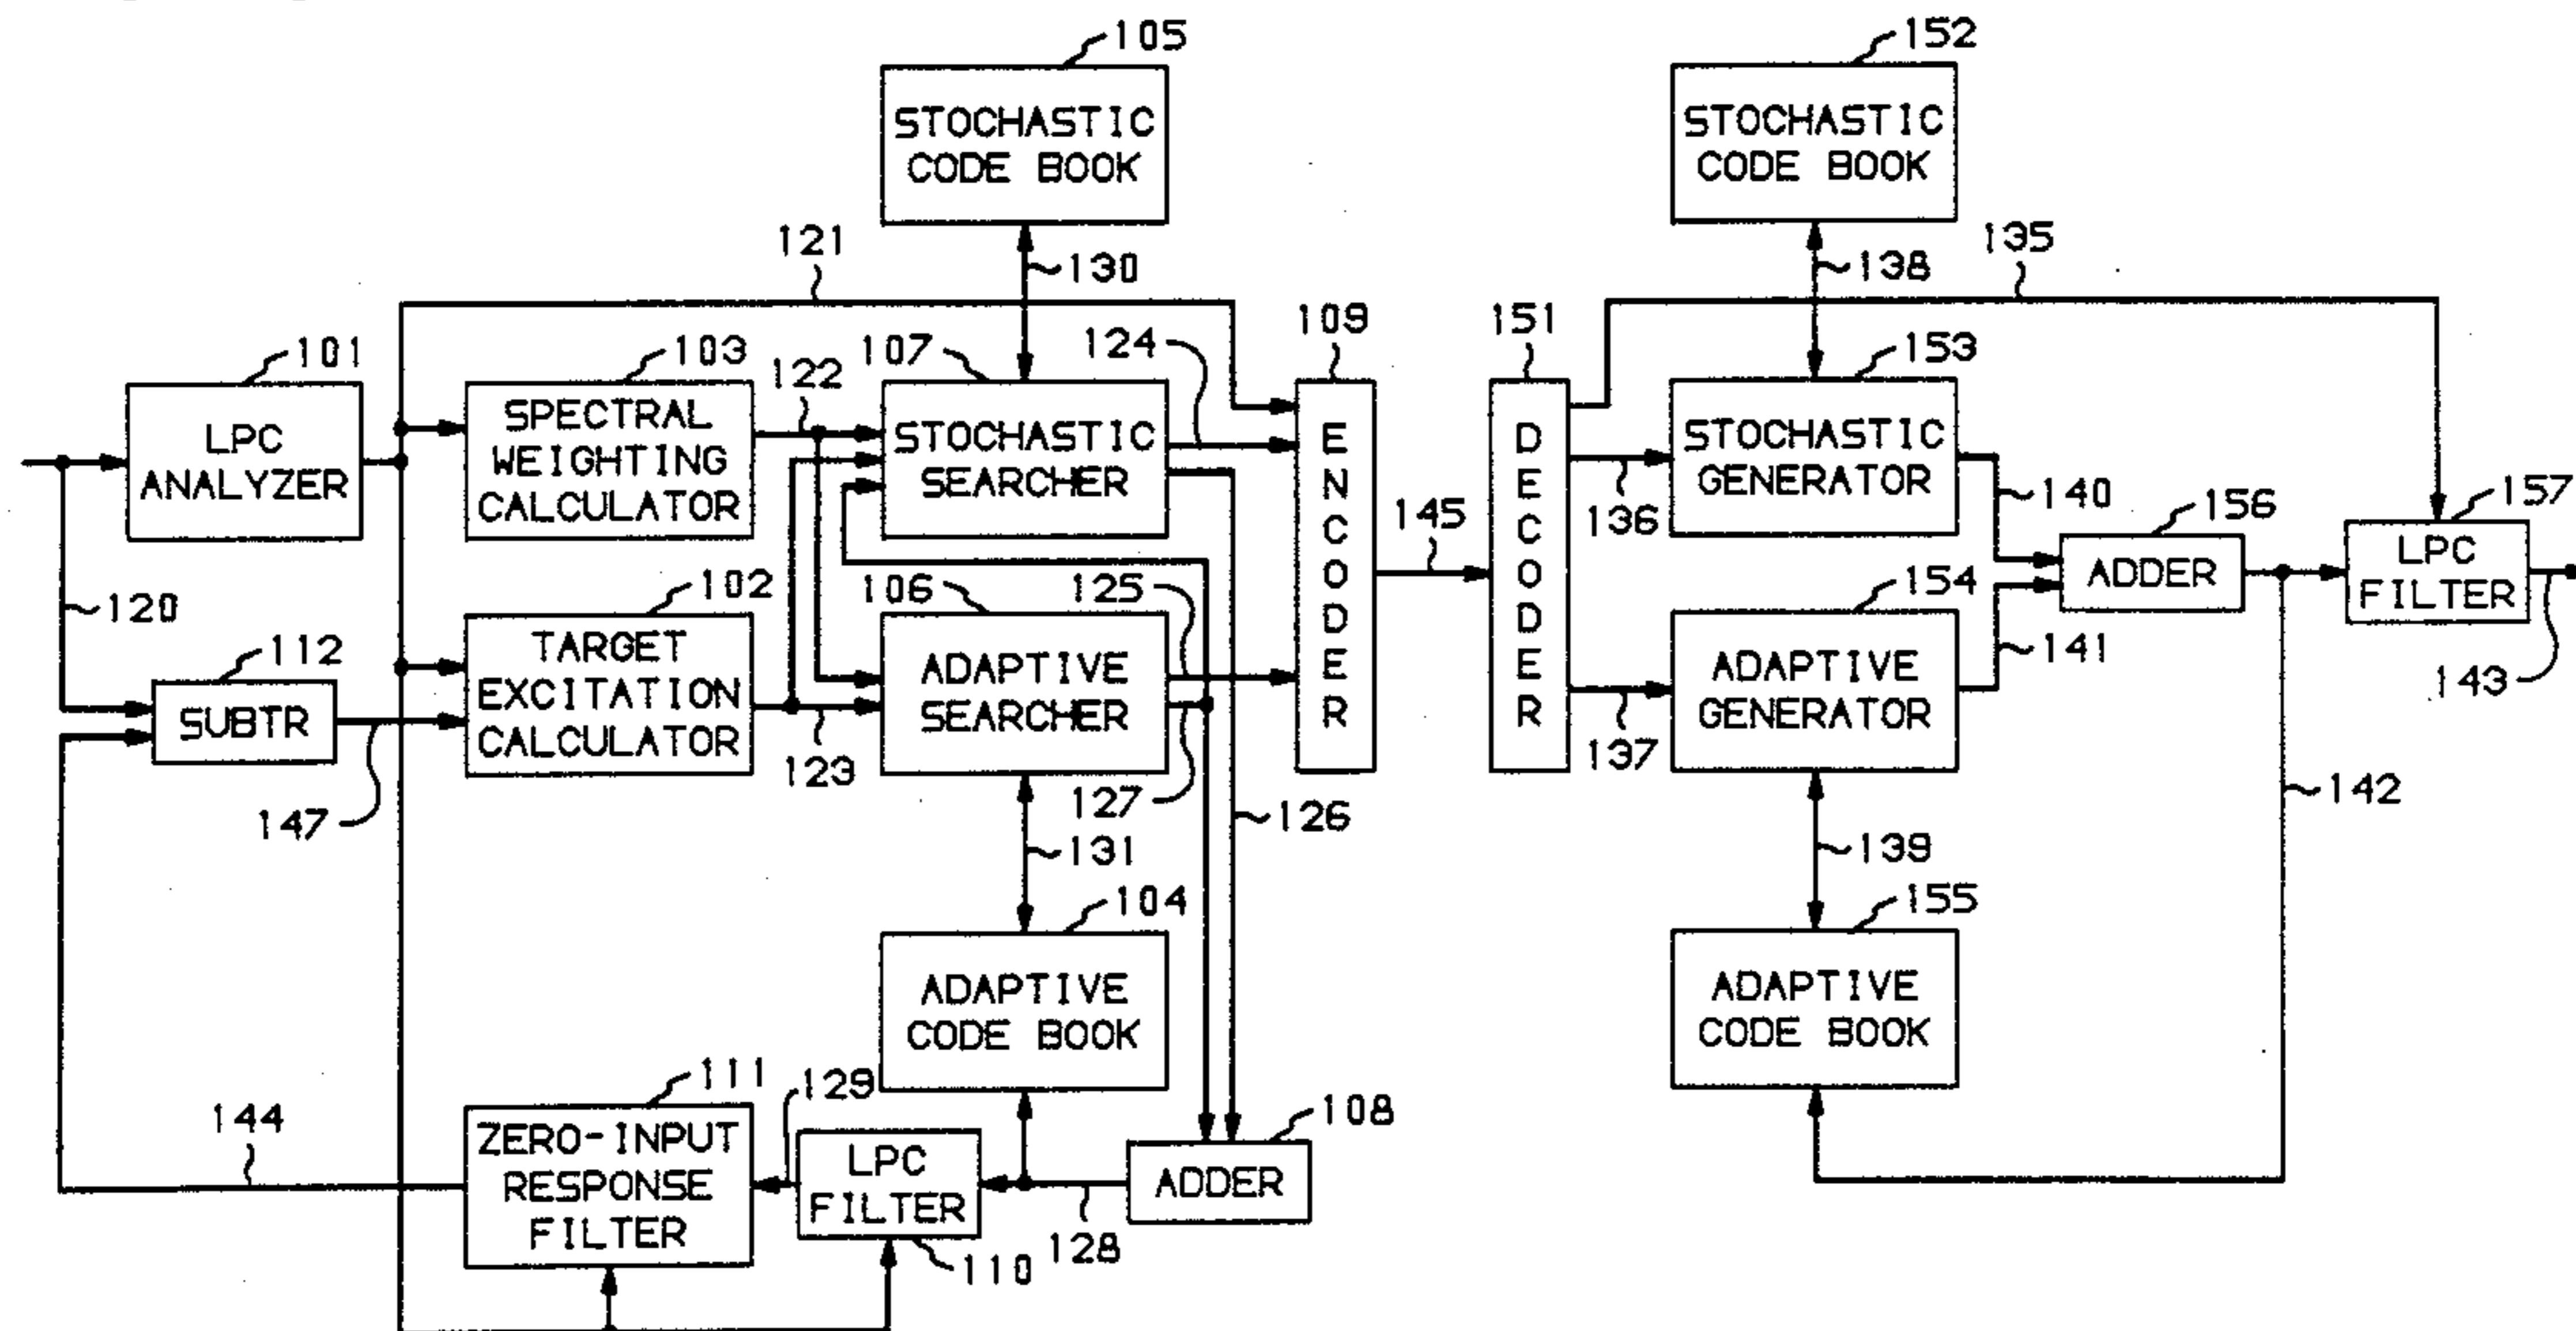 105
152
STOCHASTIC
CODE BOOK
STOCHASTIC
CODE BOOK
121
130
138
135
101
103
122
107
124
109
151
153
LPC
ANALYZER
SPECTRAL
WEIGHTING
CALCULATOR
STOCHASTIC
SEARCHER
ENCODER
DECODER
STOCHASTIC
GENERATOR
136
140
145
156
157
120
102
106
125
154
ADDER
LPC
FILTER
112
SUBTR
TARGET
EXCITATION
CALCULATOR
ADAPTIVE
SEARCHER
ADAPTIVE
GENERATOR
141
143
147
123
127
126
137
142
131
139
104
155
ADAPTIVE
CODE BOOK
ADAPTIVE
CODE BOOK
144
111
129
108
ZERO-INPUT
RESPONSE
FILTER
LPC
FILTER
ADDER
110
128